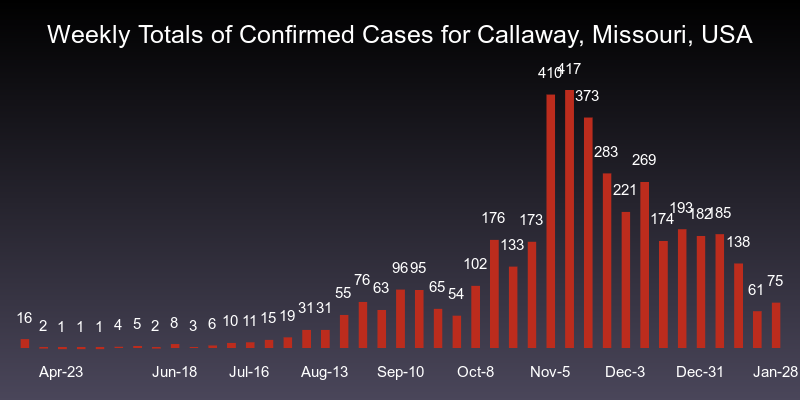 Weekly Totals of Confirmed Cases for Callaway, Missouri, USA
16 2 1 1 1 4 5 2 8 3 6 10 11 15 19 31 31 55 76 63 96 95 65 54 102 176 133 173 410 417 373 283 221 269 174 193 182 185 138 61 75
Apr-23 Jun-18 Jul-16 Aug-13 Sep-10 Oct-8 Nov-5 Dec-3 Dec-31 Jan-28